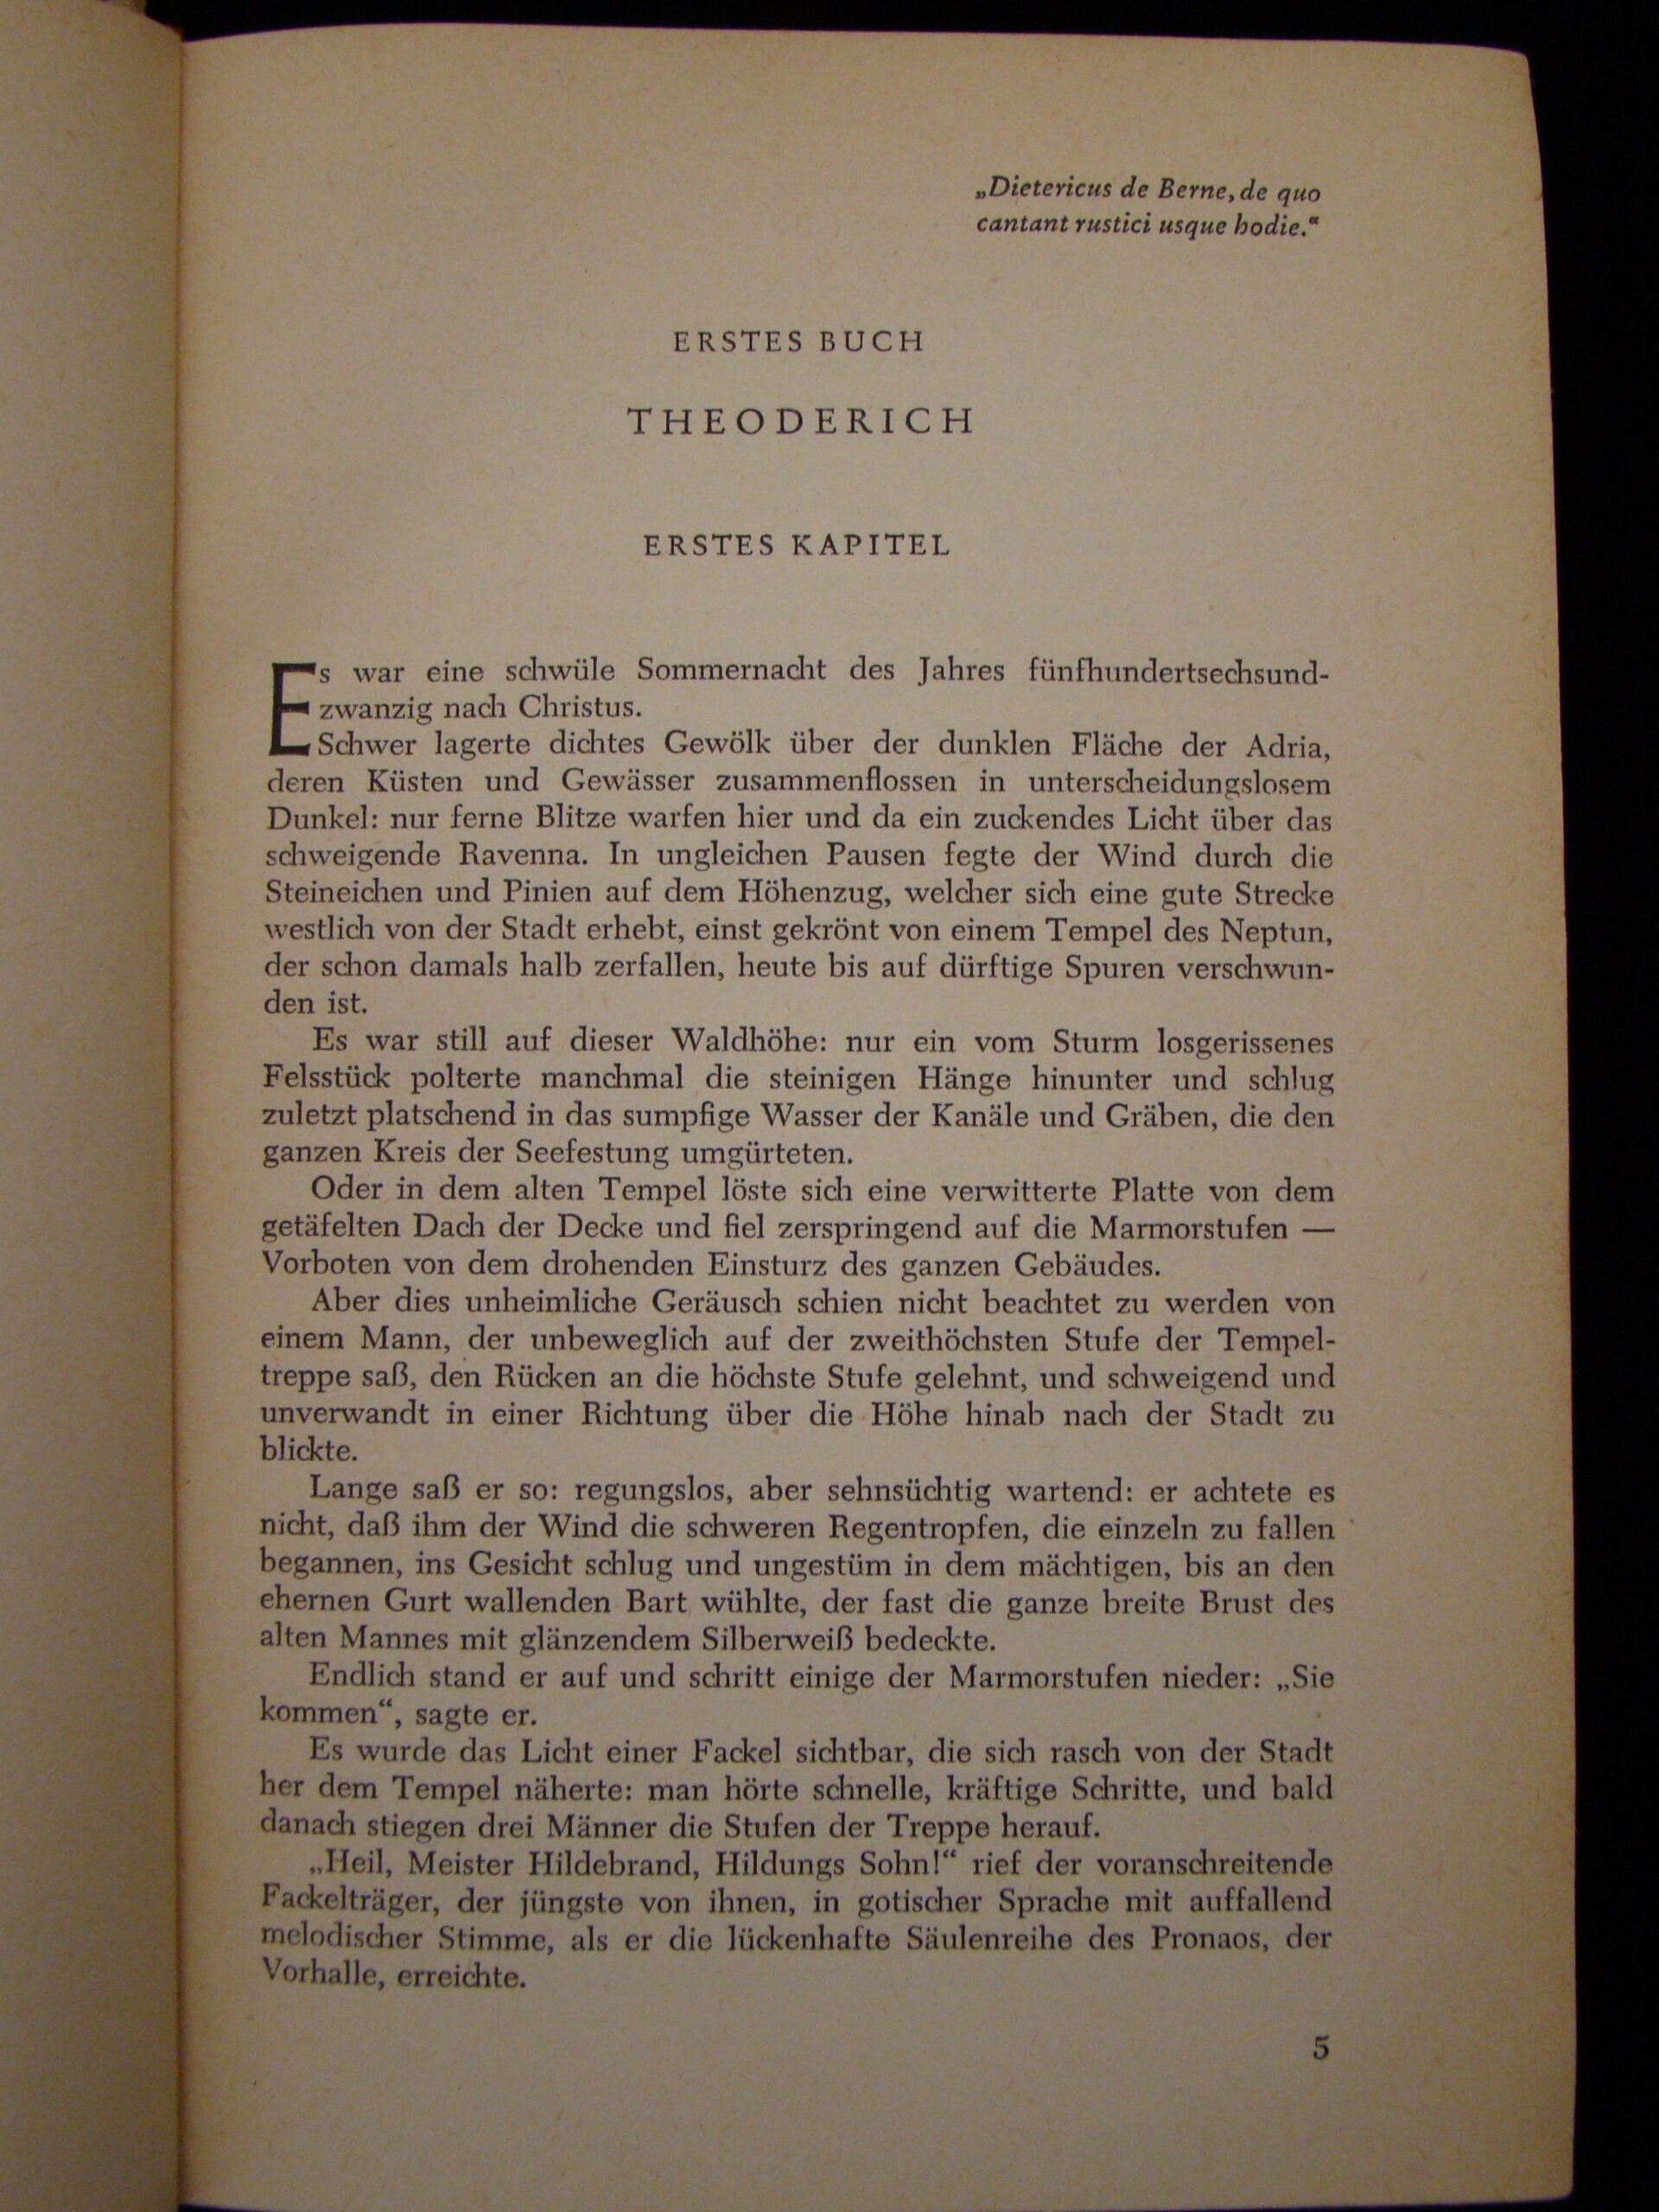 „Dietericus de Berne, de quo
cantant rustici usque hodie.“
ERSTES BUCH
THEODERICH
ERSTES KAPITEL
Es war eine schwüle Sommernacht des Jahres fünfhundertsechsund-
zwanzig nach Christus.
Schwer lagerte dichtes Gewölk über der dunklen Fläche der Adria,
deren Küsten und Gewässer zusammenflossen in unterscheidungslosem
Dunkel: nur ferne Blitze warfen hier und da ein zuckendes Licht über das
schweigende Ravenna. In ungleichen Pausen fegte der Wind durch die
Steineichen und Pinien auf dem Höhenzug, welcher sich eine gute Strecke
westlich von der Stadt erhebt, einst gekrönt von einem Tempel des Neptun,
der schon damals halb zerfallen, heute bis auf dürftige Spuren verschwun-
den ist.
Es war still auf dieser Waldhöhe: nur ein vom Sturm losgerissenes
Felsstück polterte manchmal die steinigen Hänge hinunter und schlug
zuletzt platschend in das sumpfige Wasser der Kanäle und Gräben, die den
ganzen Kreis der Seefestung umgürteten.
Oder in dem alten Tempel löste sich eine verwitterte Platte von dem
getäfelten Dach der Decke und fiel zerspringend auf die Marmorstufen —
Vorboten von dem drohenden Einsturz des ganzen Gebäudes.
Aber dies unheimliche Geräusch schien nicht beachtet zu werden von
einem Mann, der unbeweglich auf der zweithöchsten Stufe der Tempel-
treppe saß, den Rücken an die höchste Stufe gelehnt, und schweigend und
unverwandt in einer Richtung über die Höhe hinab nach der Stadt zu
blickte.
Lange saß er so: regungslos, aber sehnsüchtig wartend: er achtete es
nicht, daß ihm der Wind die schweren Regentropfen, die einzeln zu fallen
begannen, ins Gesicht schlug und ungestüm in dem mächtigen, bis an den
ehernen Gurt wallenden Bart wühlte, der fast die ganze breite Brust des
alten Mannes mit glänzendem Silberweiß bedeckte.
Endlich stand er auf und schritt einige der Marmorstufen nieder: „Sie
kommen“, sagte er.
Es wurde das Licht einer Fackel sichtbar, die sich rasch von der Stadt
her dem Tempel näherte: man hörte schnelle, kräftige Schritte, und bald
danach stiegen drei Männer die Stufen der Treppe herauf.
„Heil, Meister Hildebrand, Hildungs Sohn!“ rief der voranschreitende
Fackelträger, der jüngste von ihnen, in gotischer Sprache mit auffallend
melodischer Stimme, als er die lückenhafte Säulenreihe des Pronaos, der
Vorhalle, erreichte.
5